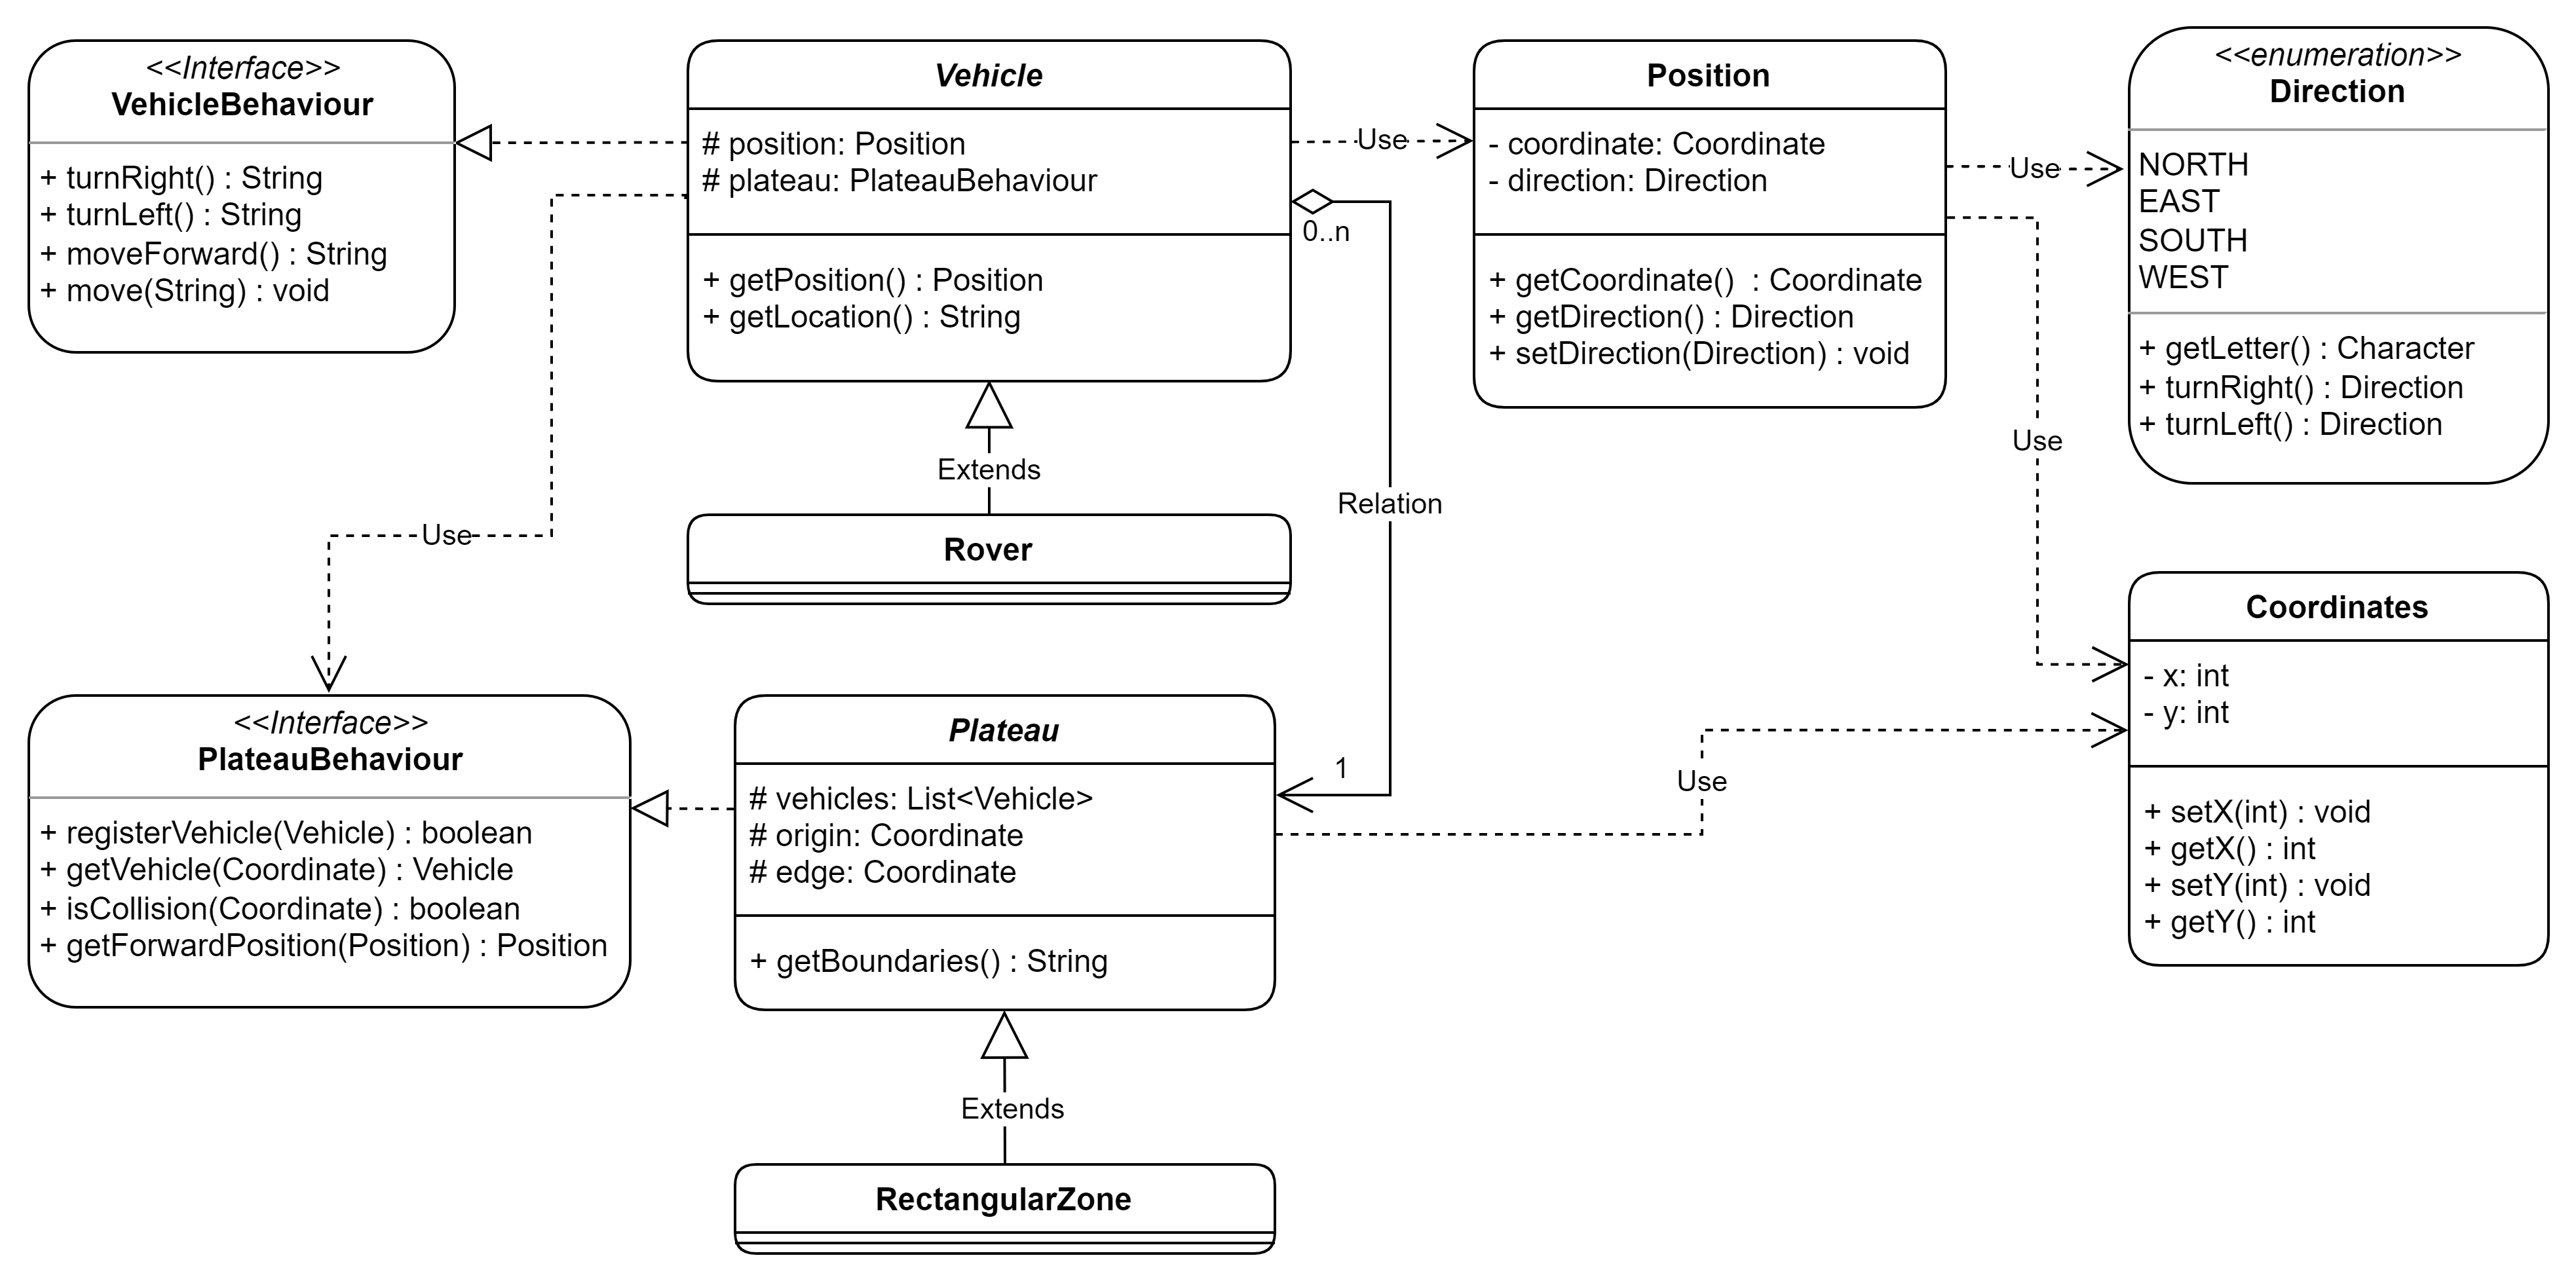 <<Interface>>
VehicleBehaviour
+ turnRight() : String
+ turnLeft() : String
+ moveForward() : String
+ move(String) : void
Vehicle
# position: Position
# plateau: PlateauBehaviour
+ getPosition() : Position
+ getLocation() : String
Use
Position
- coordinate: Coordinate
- direction: Direction
+ getCoordinate()  : Coordinate
+ getDirection() : Direction
+ setDirection(Direction) : void
Use
<<enumeration>>
Direction
NORTH
EAST
SOUTH
WEST
+ getLetter() : Character
+ turnRight() : Direction
+ turnLeft() : Direction
0..n
Use
Extends
Relation
Use
Rover
Coordinates
- x: int
- y: int
+ setX(int) : void
+ getX() : int
+ setY(int) : void
+ getY() : int
<<Interface>>
PlateauBehaviour
+ registerVehicle(Vehicle) : boolean
+ getVehicle(Coordinate) : Vehicle
+ isCollision(Coordinate) : boolean
+ getForwardPosition(Position) : Position
Plateau
# vehicles: List<Vehicle>
# origin: Coordinate
# edge: Coordinate
+ getBoundaries() : String
1
Use
Extends
RectangularZone